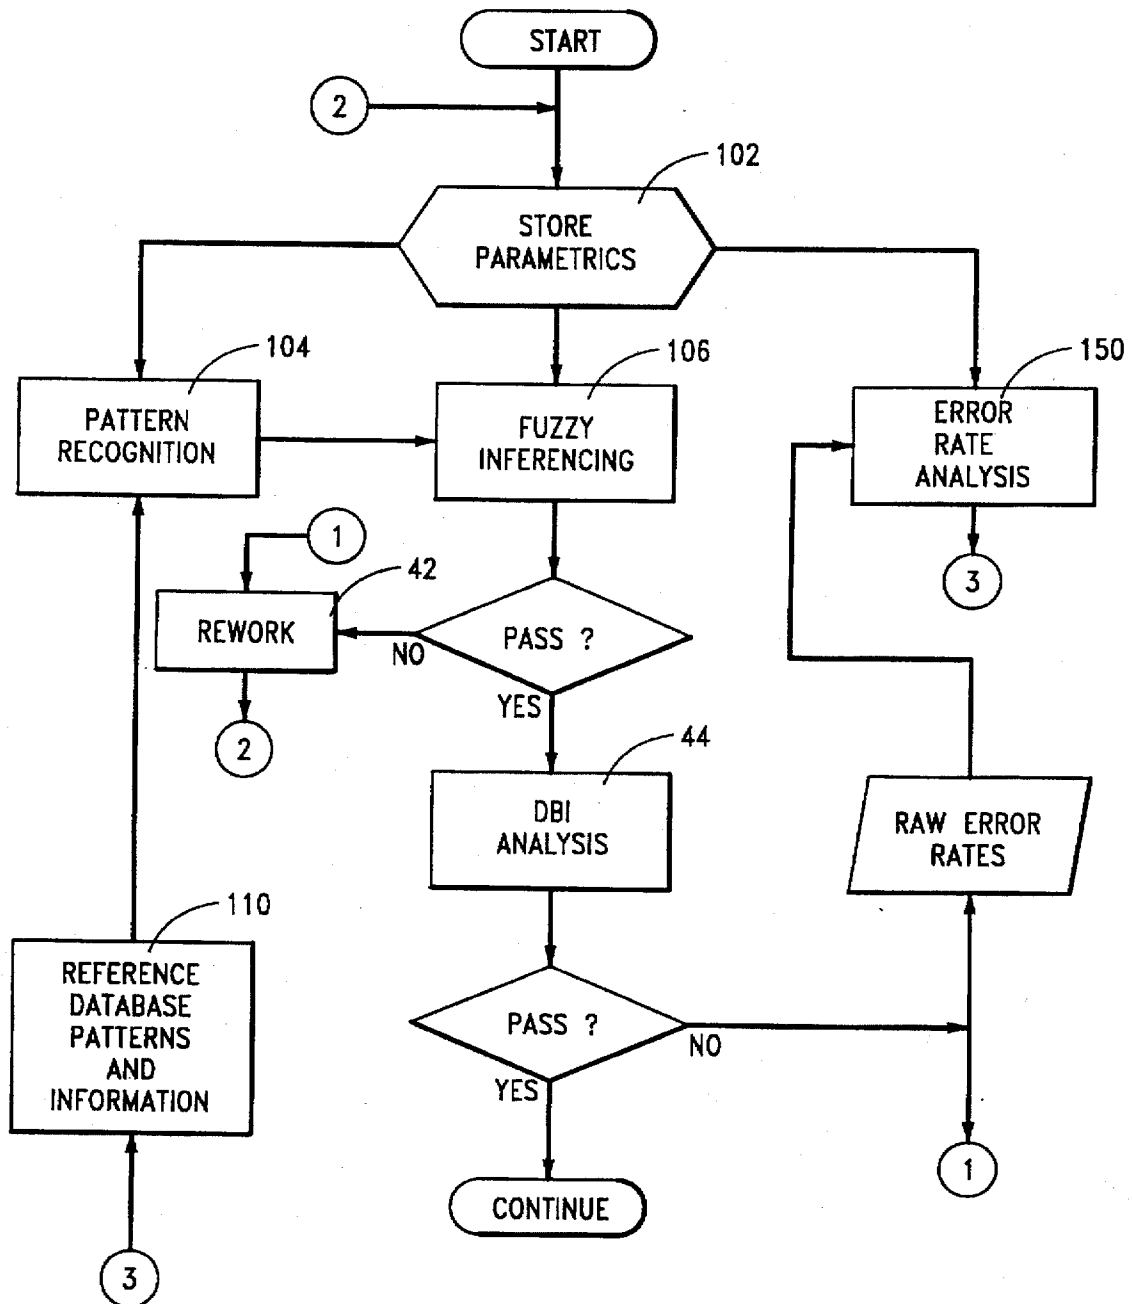 START
2
102
STORE
PARAMETRICS
104
106
150
PATTERN
RECOGNITION
FUZZY
INFERENCING
ERROR
RATE
ANALYSIS
1
42
3
REWORK
PASS ?
NO
YES
2
44
DBI
ANALYSIS
RAW ERROR
RATES
110
REFERENCE
DATABASE
PATTERNS
AND
INFORMATION
PASS ?
NO
YES
1
CONTINUE
3